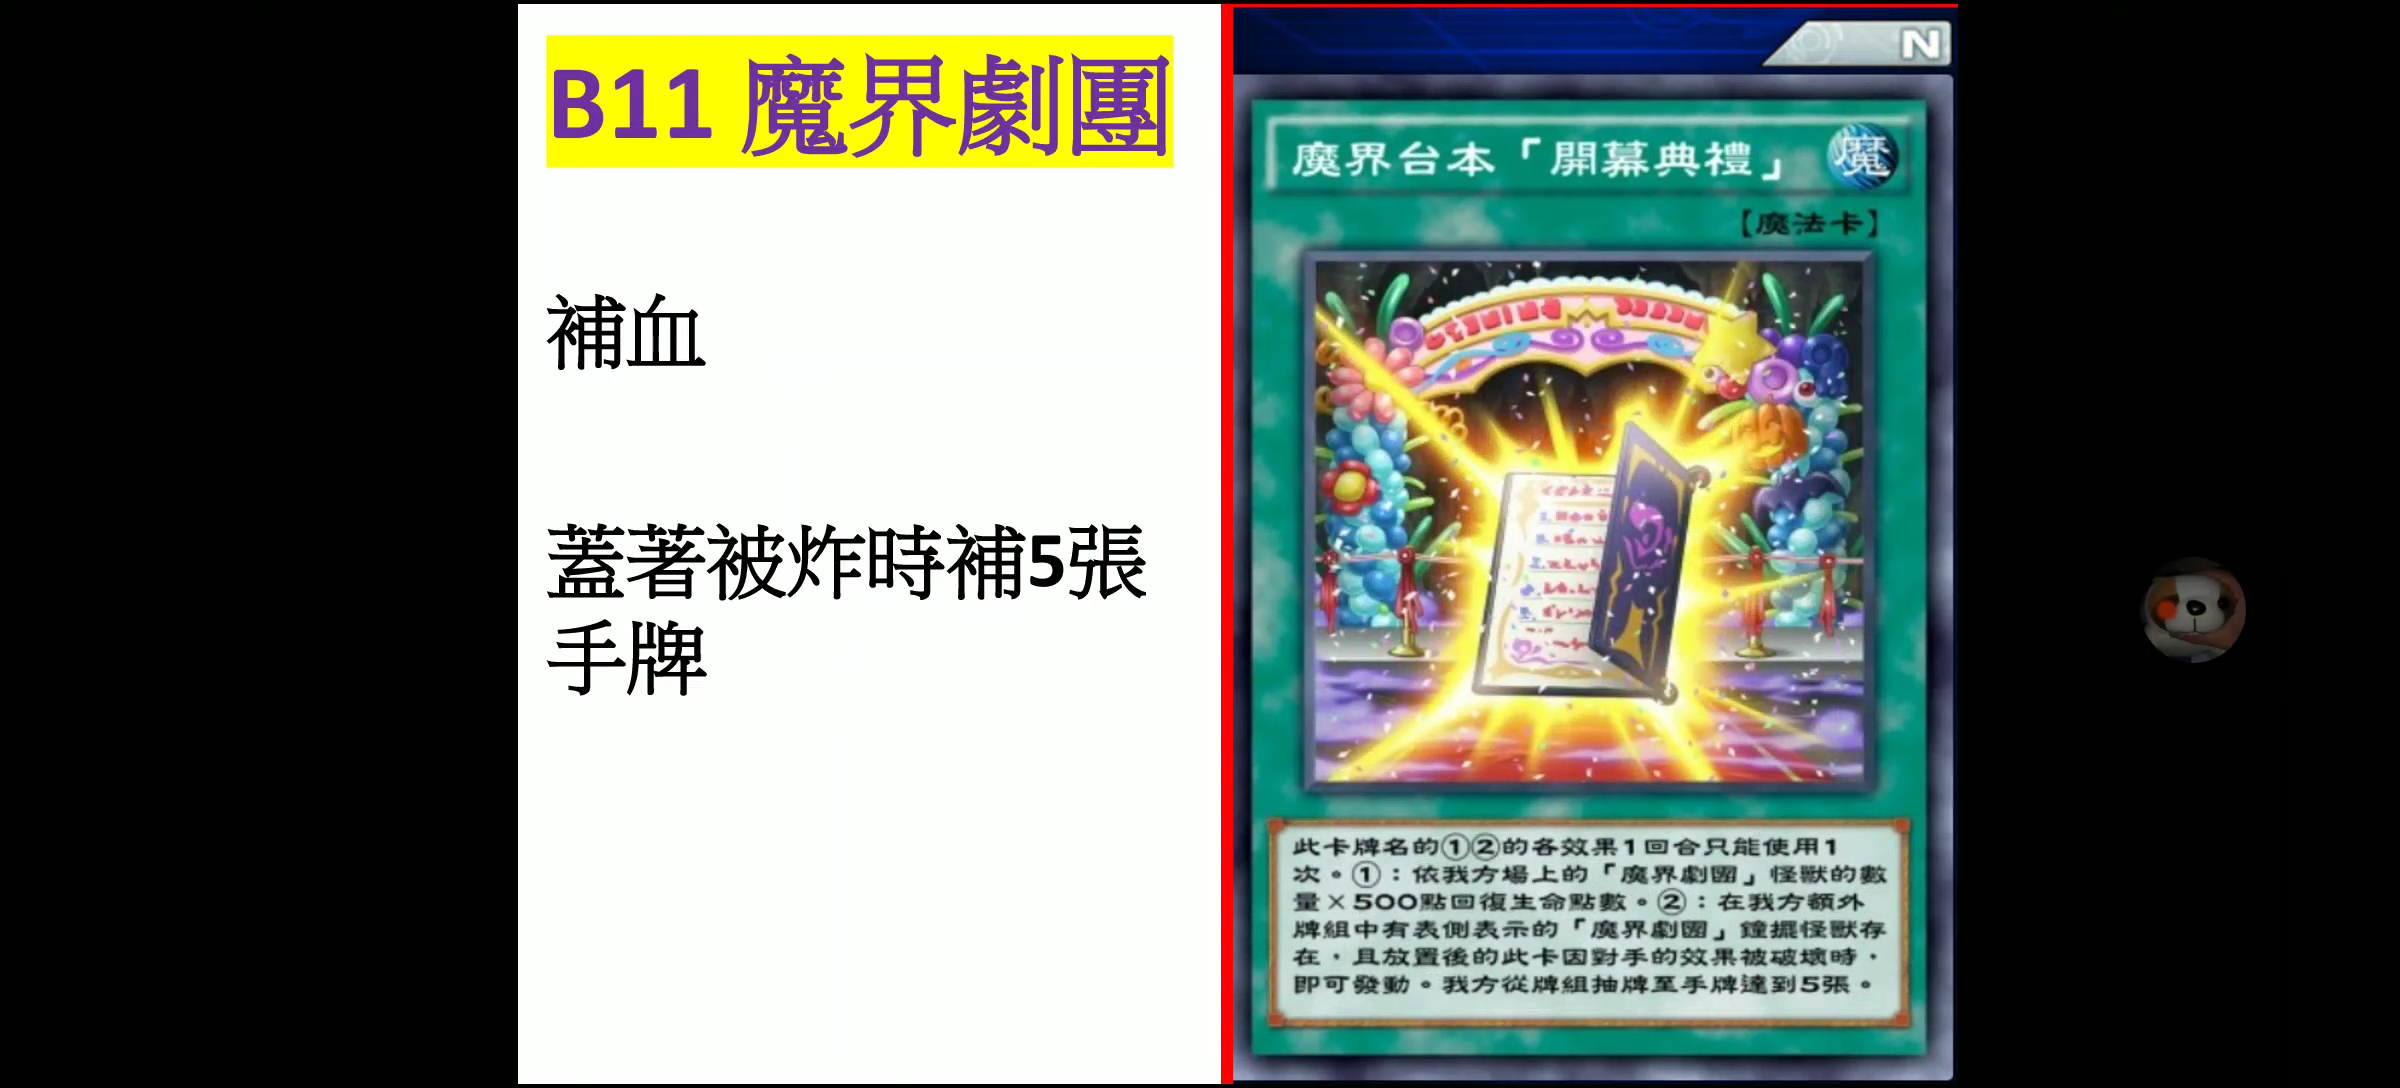 B11 魔界劇團
補血
蓋著被炸時補5張
手牌
N
魔界台本「開幕典禮」 魔
【魔法卡】
此卡牌名的①②的各效果1回合只能使用1
次。①：依我方場上的「魔界劇團」怪獸的數
量×500點回復生命點數。②：在我方額外
牌組中有表側表示的「魔界劇團」鐘擺怪獸存
在，且放置後的此卡因對手的效果被破壞時，
即可發動。我方從牌組抽牌至手牌達到5張。